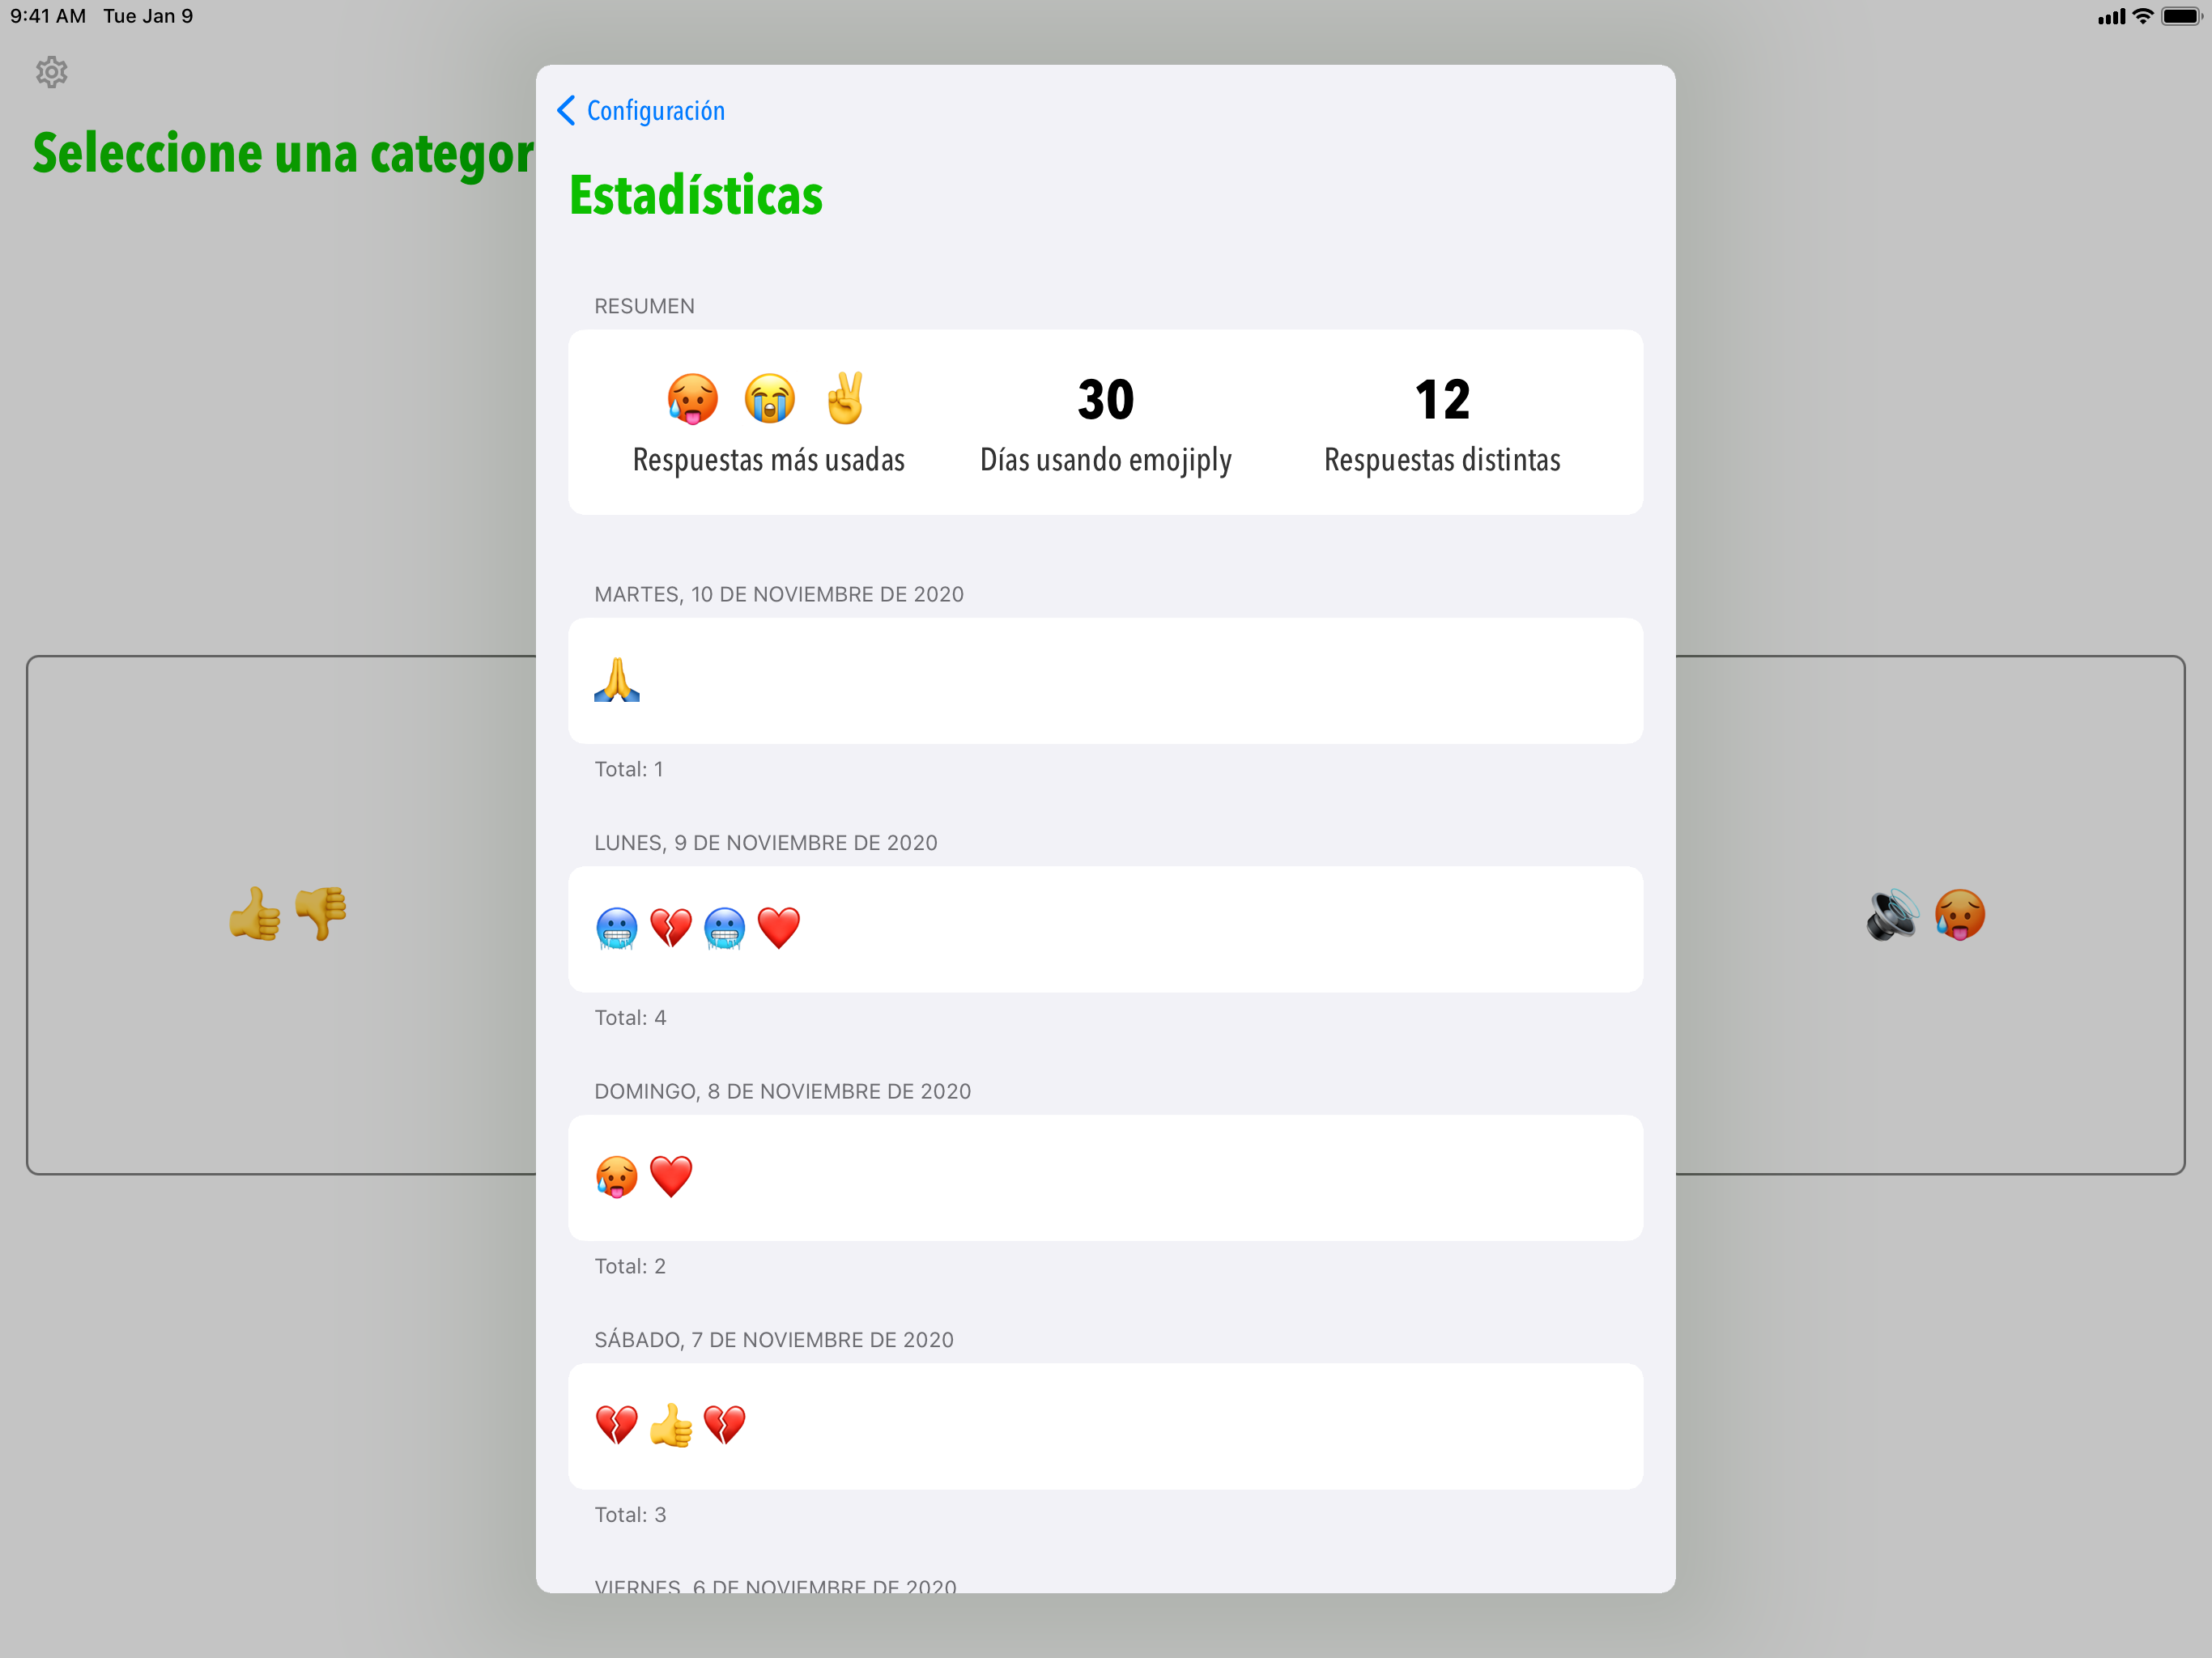 9:41 AM Tue Jan 9
Seleccione una categor
Configuración
Estadísticas
RESUMEN
30
12
Respuestas más usadas
Días usando emojiply
Respuestas distintas
MARTES, 10 DE NOVIEMBRE DE 2020
Total: 1
LUNES, 9 DE NOVIEMBRE DE 2020
Total: 4
DOMINGO, 8 DE NOVIEMBRE DE 2020
Total: 2
SÁBADO, 7 DE NOVIEMBRE DE 2020
Total: 3
VIERNES, 6 DE NOVIEMBRE DE 2020